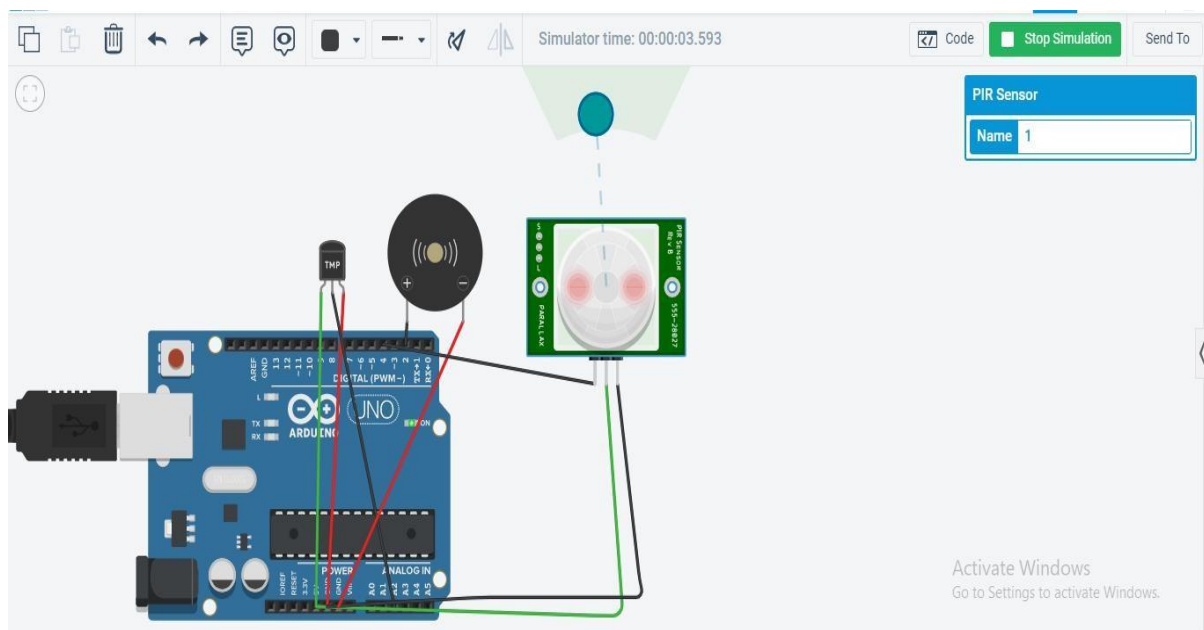 Simulator time: 00:00:03.593
Code
Stop Simulation
Send To
PIR Sensor
Name 1
TMP
+
−
S
L
PIR SENSOR
Rev B
PARALLAX
555-28027
AREF
GND
13
12
~11
~10
~9
8
7
~6
~5
4
~3
2
TX→1
RX←0
DIGITAL (PWM~)
L
TX
RX
ARDUINO
UNO
ON
IOREF
RESET
3.3V
5V
GND
GND
Vin
POWER
ANALOG IN
A0
A1
A2
A3
A4
A5
Activate Windows
Go to Settings to activate Windows.